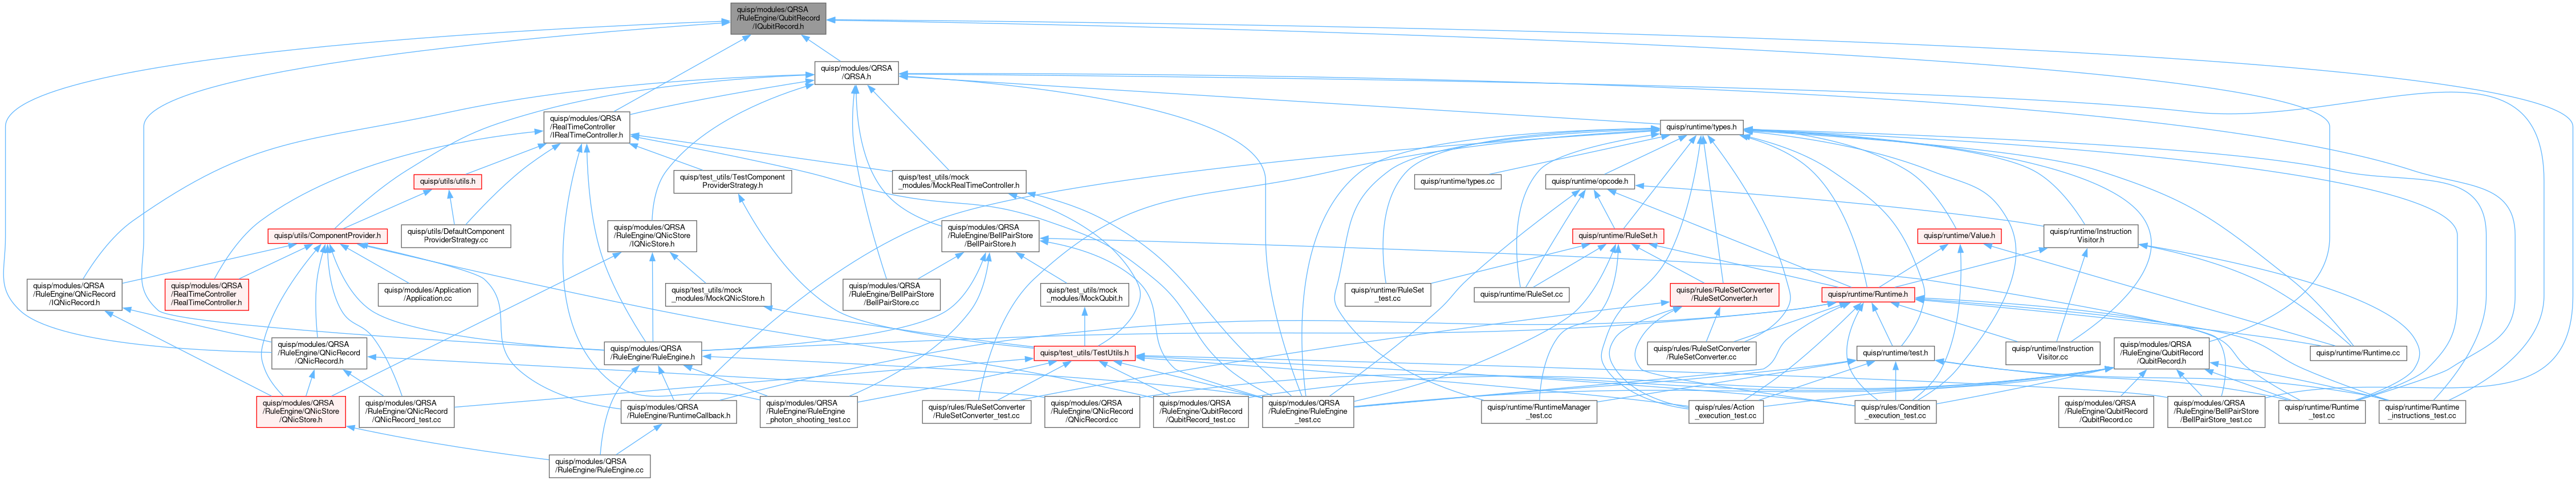 quisp/modules/QRSA
/RuleEngine/QubitRecord
/IQubitRecord.h
quisp/modules/QRSA
/QRSA.h
quisp/modules/QRSA
/RealTimeController
/IRealTimeController.h
quisp/runtime/types.h
quisp/utils/utils.h
quisp/test_utils/TestComponent
ProviderStrategy.h
quisp/test_utils/mock
_modules/MockRealTimeController.h
quisp/runtime/types.cc
quisp/runtime/opcode.h
quisp/utils/ComponentProvider.h
quisp/utils/DefaultComponent
ProviderStrategy.cc
quisp/modules/QRSA
/RuleEngine/QNicStore
/IQNicStore.h
quisp/modules/QRSA
/RuleEngine/BellPairStore
/BellPairStore.h
quisp/runtime/RuleSet.h
quisp/runtime/Value.h
quisp/runtime/Instruction
Visitor.h
quisp/modules/QRSA
/RuleEngine/QNicRecord
/IQNicRecord.h
quisp/modules/QRSA
/RealTimeController
/RealTimeController.h
quisp/modules/Application
/Application.cc
quisp/test_utils/mock
_modules/MockQNicStore.h
quisp/modules/QRSA
/RuleEngine/BellPairStore
/BellPairStore.cc
quisp/test_utils/mock
_modules/MockQubit.h
quisp/runtime/RuleSet
_test.cc
quisp/runtime/RuleSet.cc
quisp/rules/RuleSetConverter
/RuleSetConverter.h
quisp/runtime/Runtime.h
quisp/modules/QRSA
/RuleEngine/QNicRecord
/QNicRecord.h
quisp/modules/QRSA
/RuleEngine/RuleEngine.h
quisp/test_utils/TestUtils.h
quisp/rules/RuleSetConverter
/RuleSetConverter.cc
quisp/runtime/test.h
quisp/runtime/Instruction
Visitor.cc
quisp/modules/QRSA
/RuleEngine/QubitRecord
/QubitRecord.h
quisp/runtime/Runtime.cc
quisp/modules/QRSA
/RuleEngine/QNicStore
/QNicStore.h
quisp/modules/QRSA
/RuleEngine/QNicRecord
/QNicRecord_test.cc
quisp/modules/QRSA
/RuleEngine/RuntimeCallback.h
quisp/modules/QRSA
/RuleEngine/RuleEngine
_photon_shooting_test.cc
quisp/rules/RuleSetConverter
/RuleSetConverter_test.cc
quisp/modules/QRSA
/RuleEngine/QNicRecord
/QNicRecord.cc
quisp/modules/QRSA
/RuleEngine/QubitRecord
/QubitRecord_test.cc
quisp/modules/QRSA
/RuleEngine/RuleEngine
_test.cc
quisp/runtime/RuntimeManager
_test.cc
quisp/rules/Action
_execution_test.cc
quisp/rules/Condition
_execution_test.cc
quisp/modules/QRSA
/RuleEngine/QubitRecord
/QubitRecord.cc
quisp/modules/QRSA
/RuleEngine/BellPairStore
/BellPairStore_test.cc
quisp/runtime/Runtime
_test.cc
quisp/runtime/Runtime
_instructions_test.cc
quisp/modules/QRSA
/RuleEngine/RuleEngine.cc